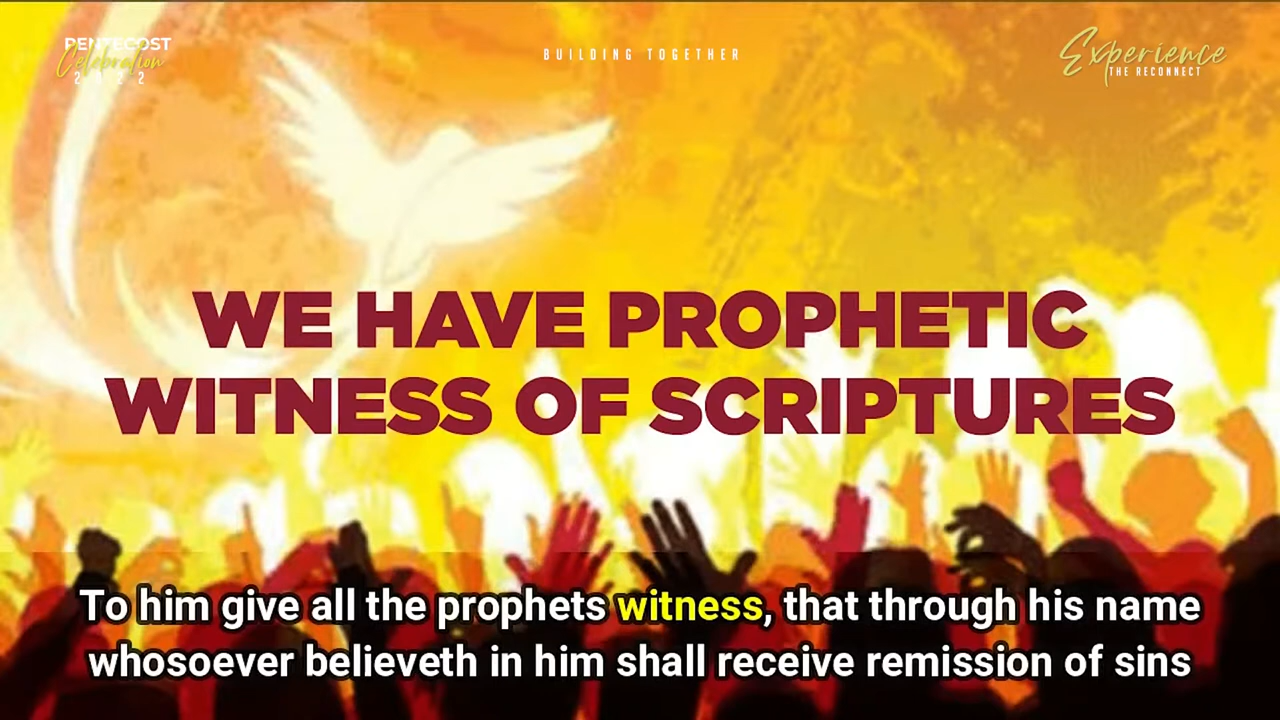 PENTECOST
Celebration
2022
BUILDING TOGETHER
Experience
THE RECONNECT
WE HAVE PROPHETIC
WITNESS OF SCRIPTURES
To him give all the prophets witness, that through his name
whosoever believeth in him shall receive remission of sins